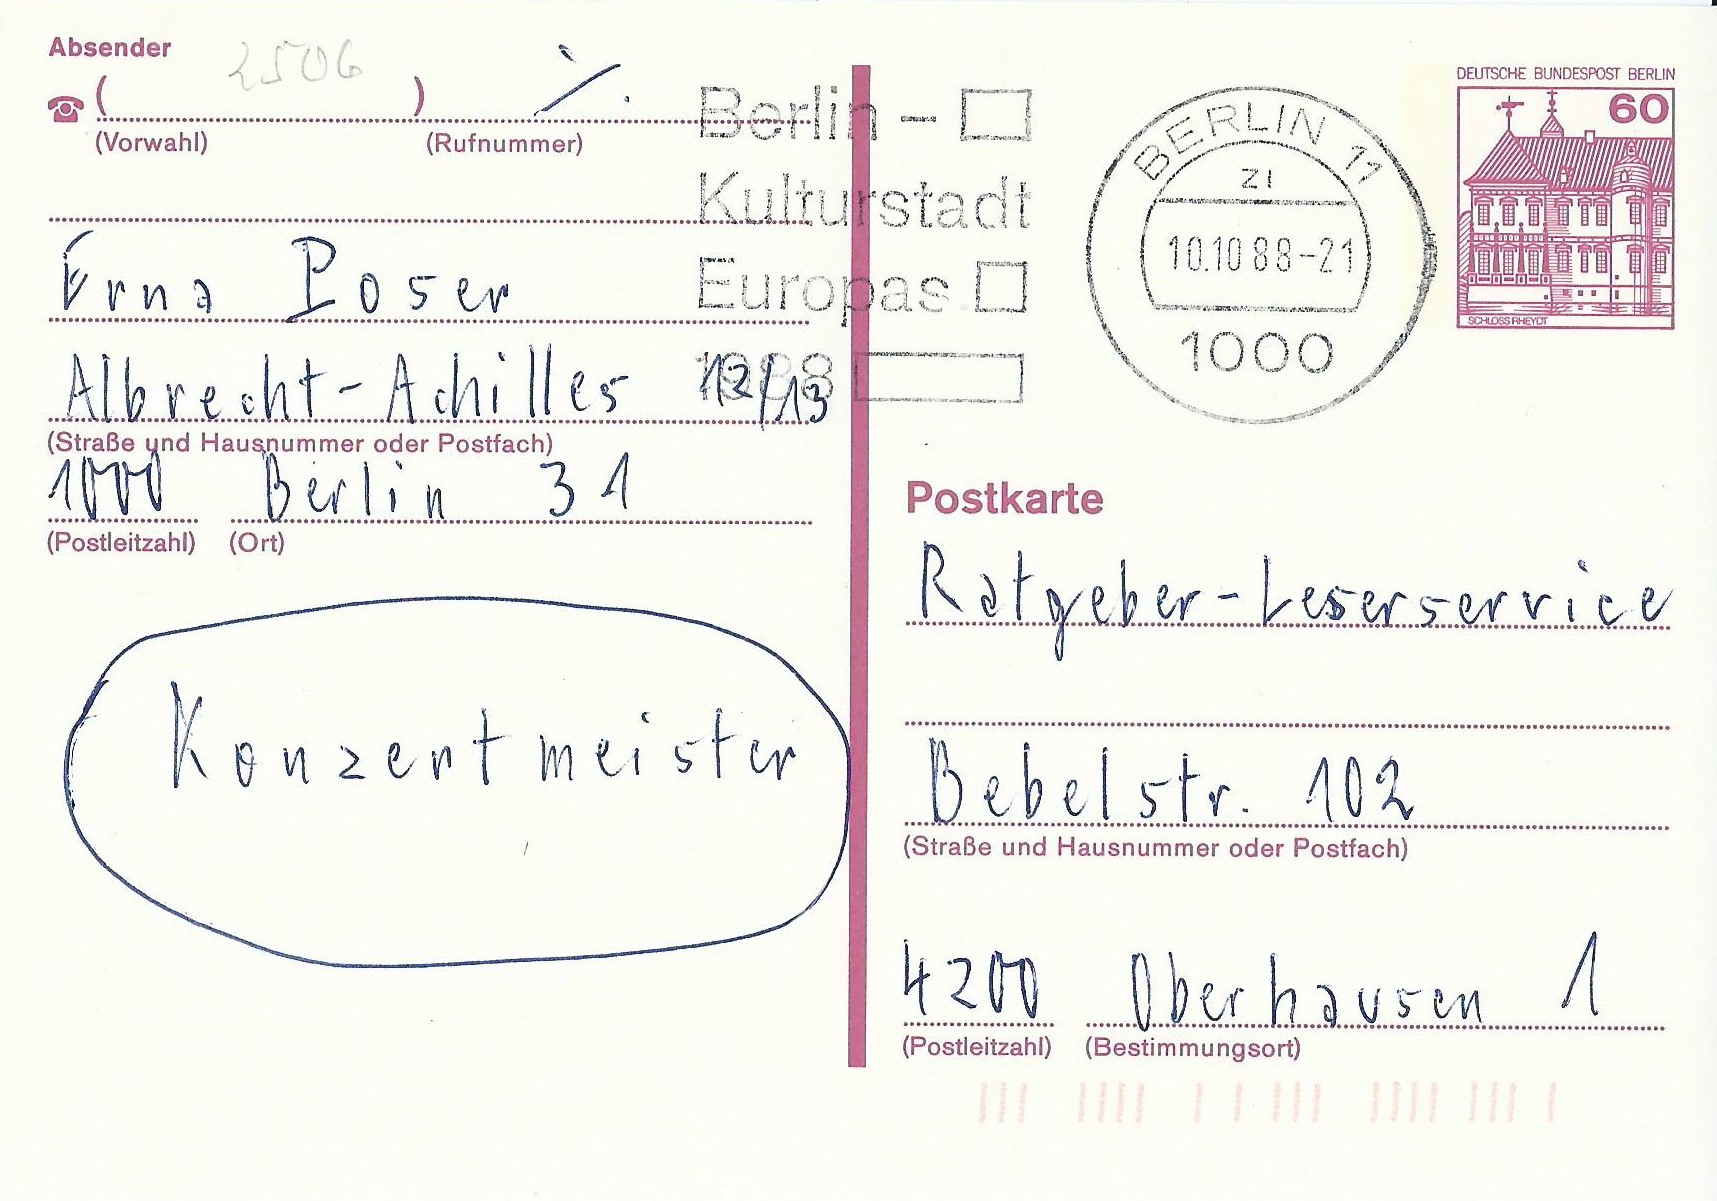 Absender
2506
( ) ·/.
(Vorwahl) (Rufnummer)
Erna Poser
Albrecht-Achilles 12/13
(Straße und Hausnummer oder Postfach)
1000 Berlin 31
(Postleitzahl) (Ort)
Konzertmeister
Berlin –
Kulturstadt
Europas
1988
BERLIN 11
ZI
10.10 88-21
1000
DEUTSCHE BUNDESPOST BERLIN
60
SCHLOSS RHEYDT
Postkarte
Ratgeber-Leserservice
Bebelstr. 102
(Straße und Hausnummer oder Postfach)
4200 Oberhausen 1
(Postleitzahl) (Bestimmungsort)